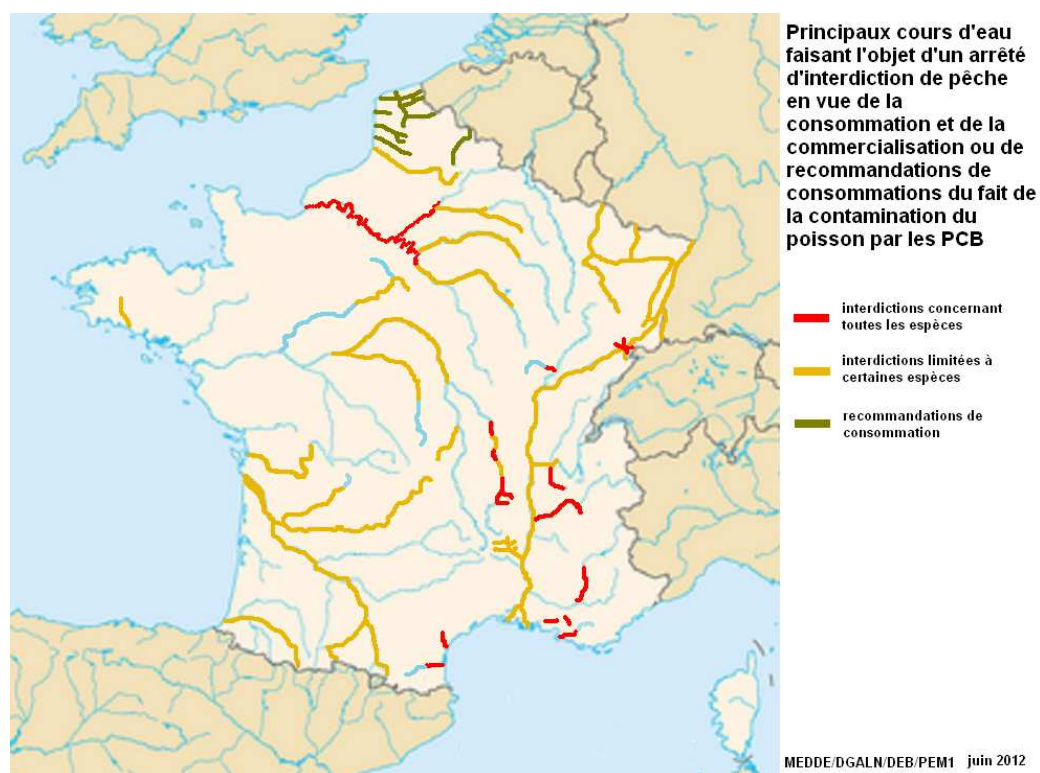 Principaux cours d'eau
faisant l'objet d'un arrêté
d'interdiction de pêche
en vue de la
consommation et de la
commercialisation ou de
recommandations de
consommations du fait de
la contamination du
poisson par les PCB
interdictions concernant
toutes les espèces
interdictions limitées à
certaines espèces
recommandations de
consommation
MEDDE/DGALN/DEB/PEM1 juin 2012